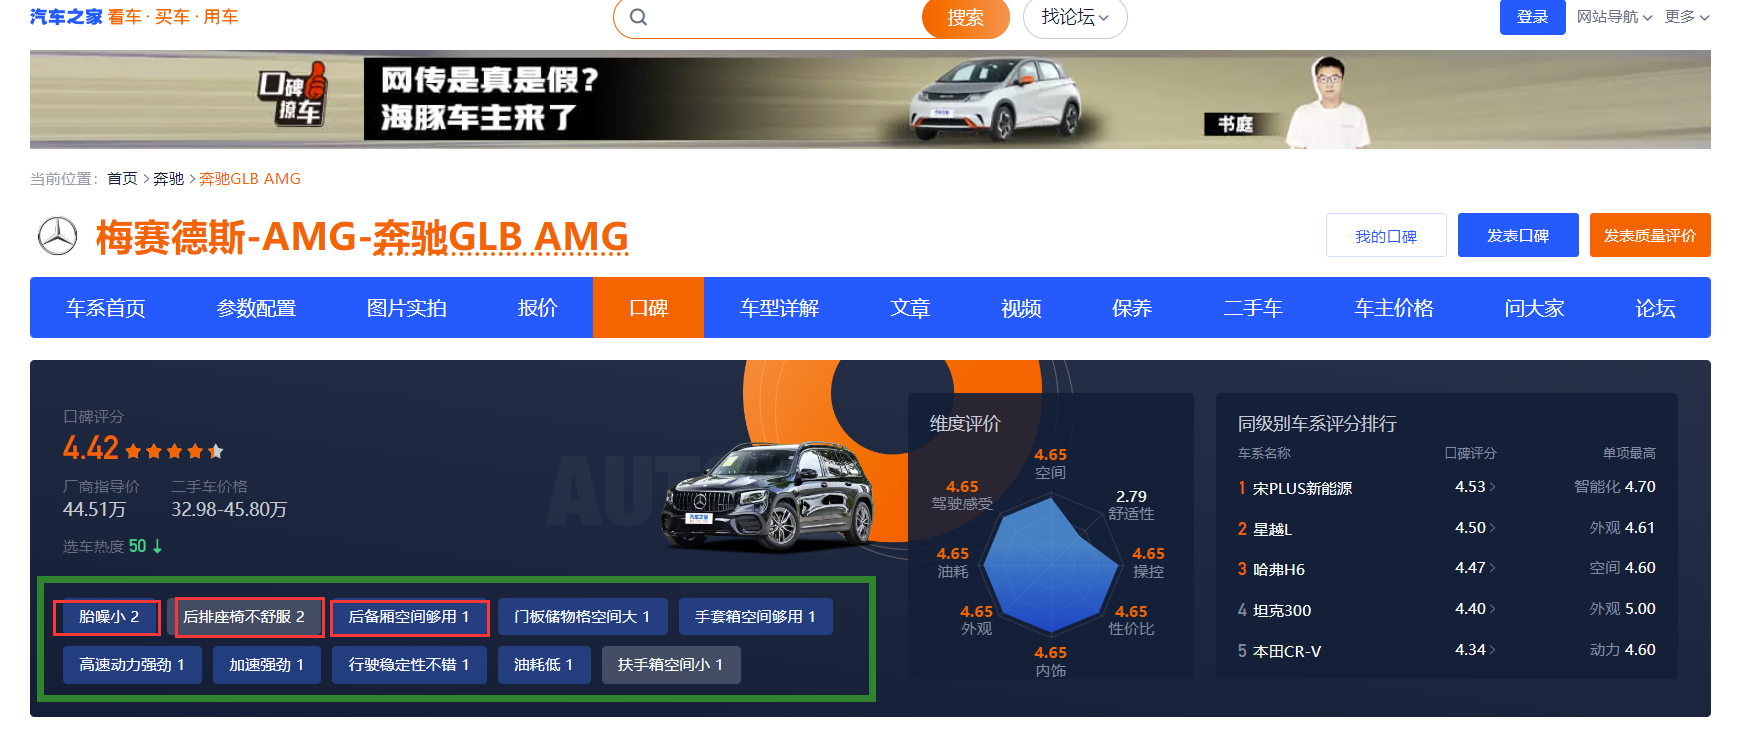 汽车之家 看车 · 买车 · 用车
搜索
找论坛
登录
网站导航
更多
口碑
撩车
网传是真是假？
海豚车主来了
书庭
当前位置： 首页 > 奔驰 > 奔驰GLB AMG
梅赛德斯-AMG-奔驰GLB AMG
我的口碑
发表口碑
发表质量评价
车系首页 参数配置 图片实拍 报价 口碑 车型详解 文章 视频 保养 二手车 车主价格 问大家 论坛
口碑评分
4.42
厂商指导价 二手车价格
44.51万 32.98-45.80万
选车热度 50 ↓
胎噪小 2
后排座椅不舒服 2
后备厢空间够用 1
门板储物格空间大 1
手套箱空间够用 1
高速动力强劲 1
加速强劲 1
行驶稳定性不错 1
油耗低 1
扶手箱空间小 1
AUT
汽车之家
维度评价
4.65
空间
2.79
舒适性
4.65
操控
4.65
性价比
4.65
内饰
4.65
外观
4.65
油耗
4.65
驾驶感受
同级别车系评分排行
车系名称 口碑评分 单项最高
1 宋PLUS新能源 4.53 > 智能化 4.70
2 星越L 4.50 > 外观 4.61
3 哈弗H6 4.47 > 空间 4.60
4 坦克300 4.40 > 外观 5.00
5 本田CR-V 4.34 > 动力 4.60